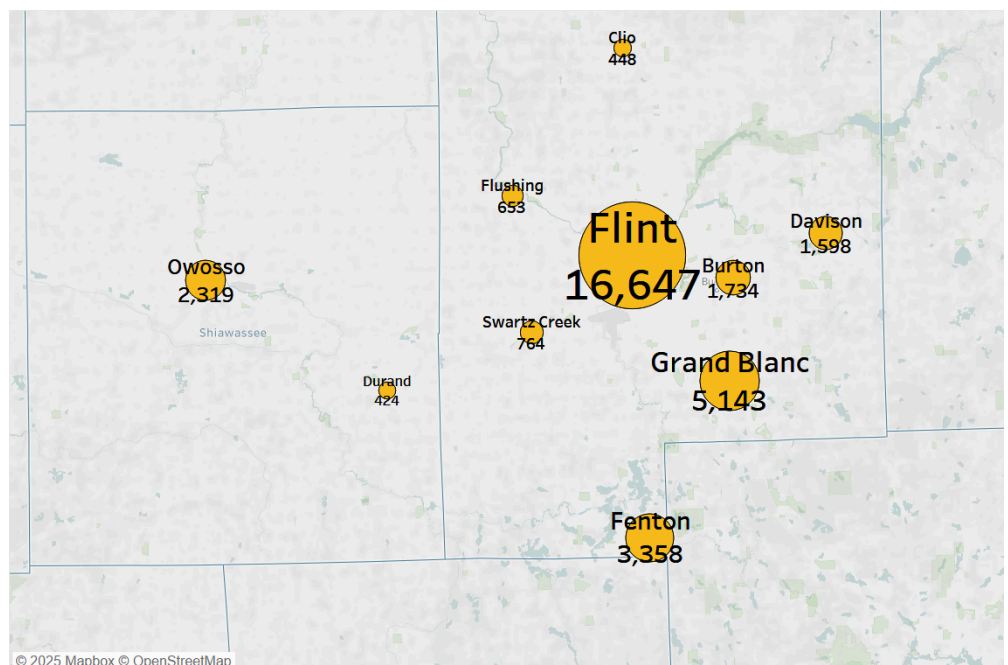 Clio
448
Flushing
653
Flint
16,647
Davison
1,598
Burton
1,734
Owosso
2,319
Shiawassee
Swartz Creek
764
Grand Blanc
5,143
Durand
424
Fenton
3,358
© 2025 Mapbox © OpenStreetMap